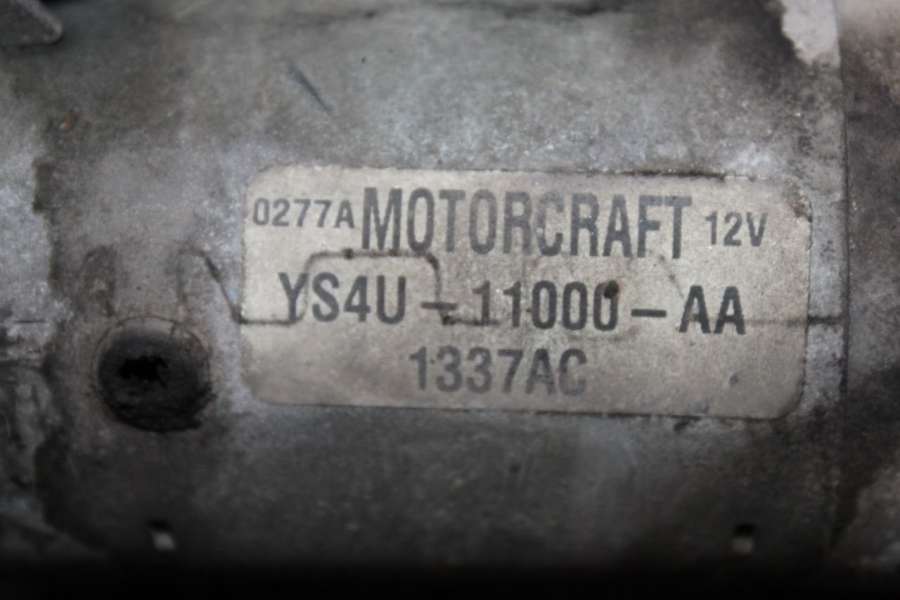 0277A MOTORCRAFT 12V
YS4U-11000-AA
1337AC